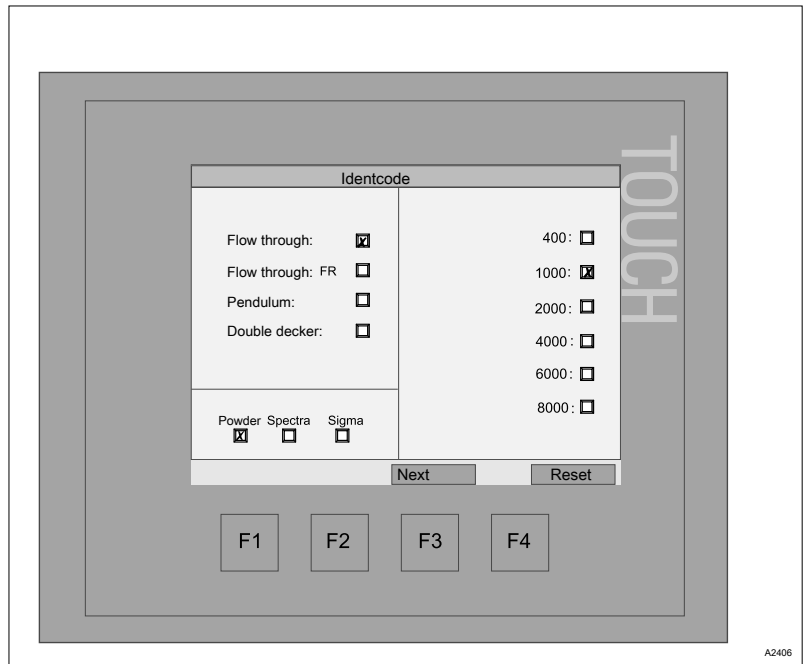 Identcode
Flow through: X
Flow through: FR
Pendulum:
Double decker:
Powder Spectra Sigma
X
400:
1000: X
2000:
4000:
6000:
8000:
Next Reset
TOUCH
F1 F2 F3 F4
A2406